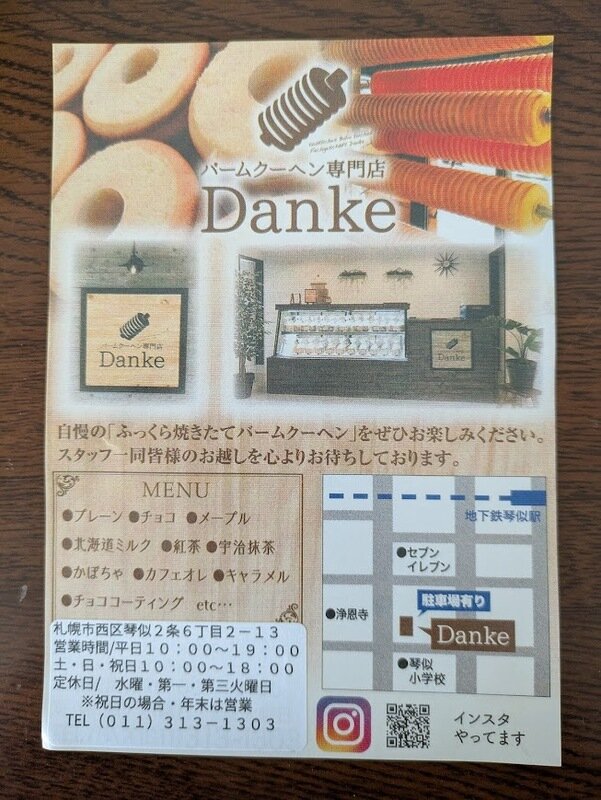 バームクーヘン専門店
Danke
バームクーヘン専門店
Danke
Danke
自慢の「ふっくら焼きたてバームクーヘン」をぜひお楽しみください。
スタッフ一同皆様のお越しを心よりお待ちしております。
MENU
●プレーン ●チョコ ●メープル
●北海道ミルク ●紅茶 ●宇治抹茶
●かぼちゃ ●カフェオレ ●キャラメル
●チョココーティング etc…
札幌市西区琴似2条6丁目2-13
営業時間/平日10:00~19:00
土・日・祝日10:00~18:00
定休日/ 水曜・第一・第三火曜日
※祝日の場合・年末は営業
TEL(011)313-1303
地下鉄琴似駅
●セブン
イレブン
駐車場有り
●浄恩寺
Danke
●琴似
小学校
インスタ
やってます